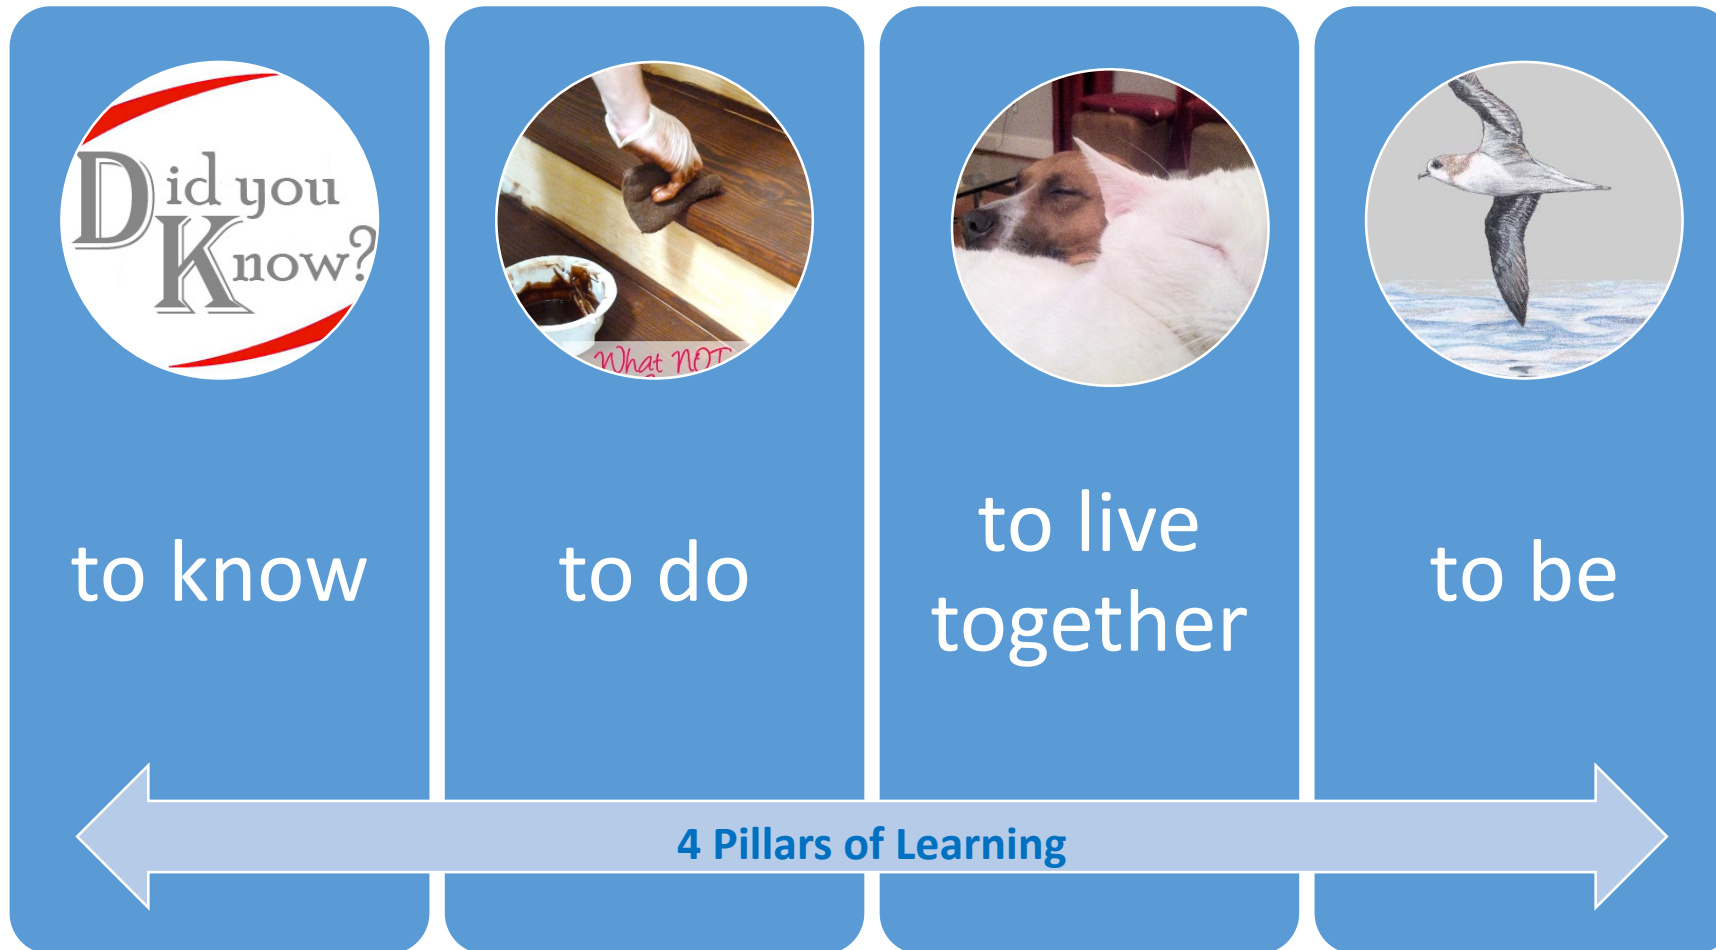 Did you
Know?
What NOT
to know
to do
to live
together
to be
4 Pillars of Learning